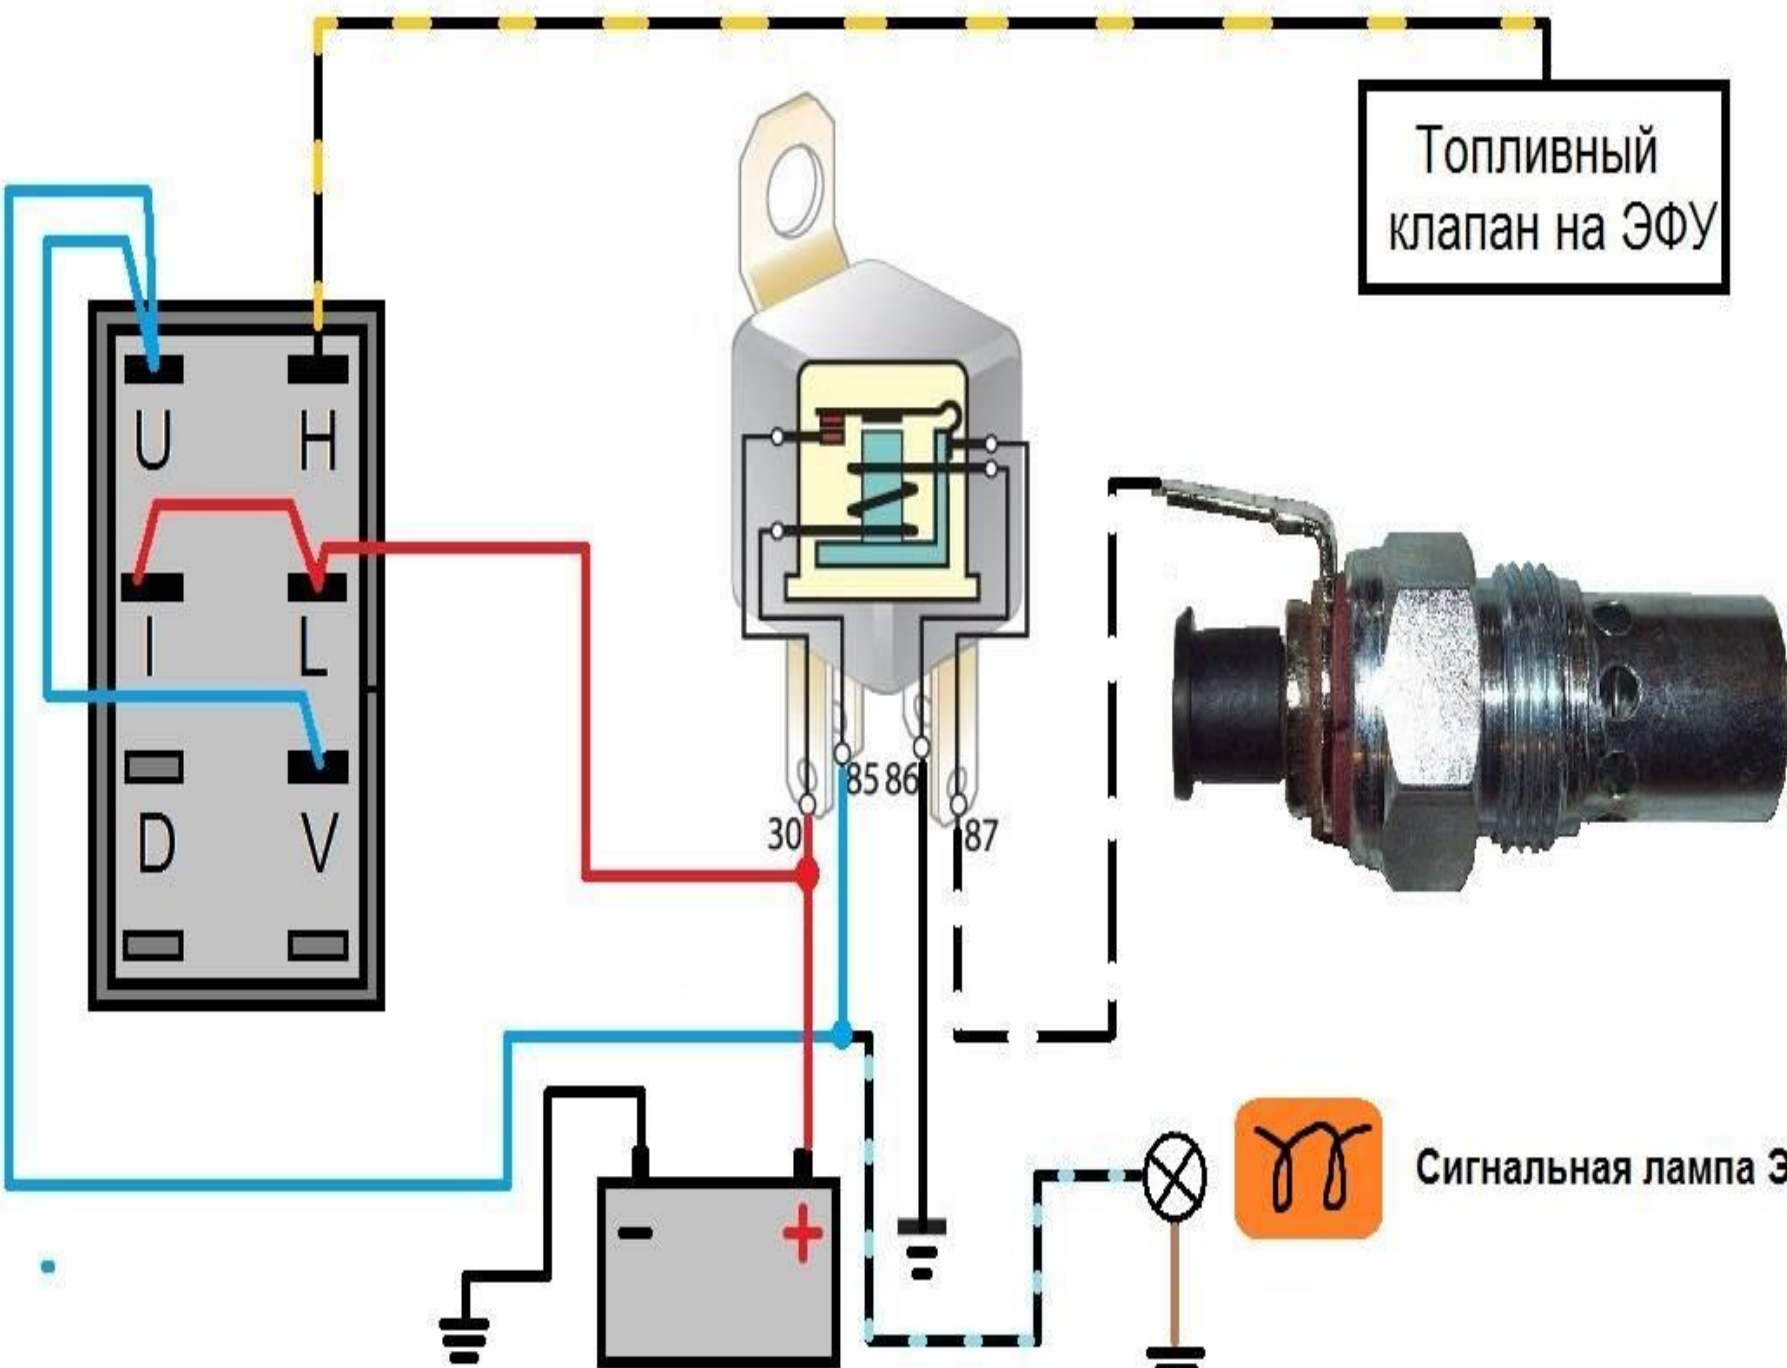 Топливный
клапан на ЭФУ
U H
I L
D V
85 86
30 87
- +
Сигнальная лампа Э